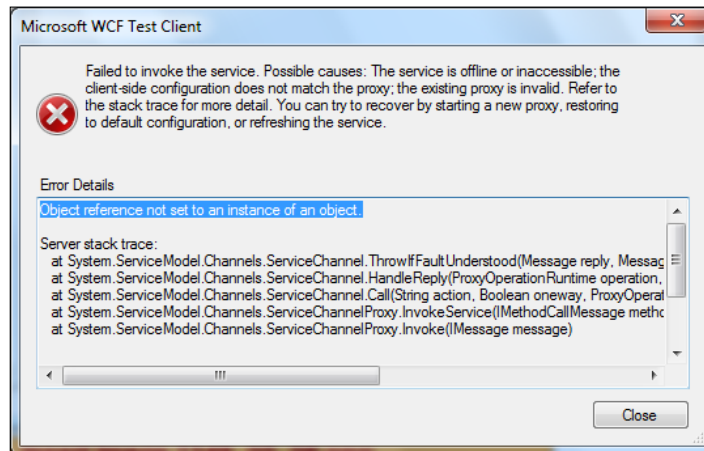 Microsoft WCF Test Client
Failed to invoke the service. Possible causes: The service is offline or inaccessible; the
client-side configuration does not match the proxy; the existing proxy is invalid. Refer to
the stack trace for more detail. You can try to recover by starting a new proxy, restoring
to default configuration, or refreshing the service.
Error Details
Object reference not set to an instance of an object.
Server stack trace:
at System.ServiceModel.Channels.ServiceChannel.ThrowIfFaultUnderstood(Message reply, Messag
at System.ServiceModel.Channels.ServiceChannel.HandleReply(ProxyOperationRuntime operation,
at System.ServiceModel.Channels.ServiceChannel.Call(String action, Boolean oneway, ProxyOperat
at System.ServiceModel.Channels.ServiceChannelProxy.InvokeService(IMethodCallMessage metho
at System.ServiceModel.Channels.ServiceChannelProxy.Invoke(IMessage message)
Close